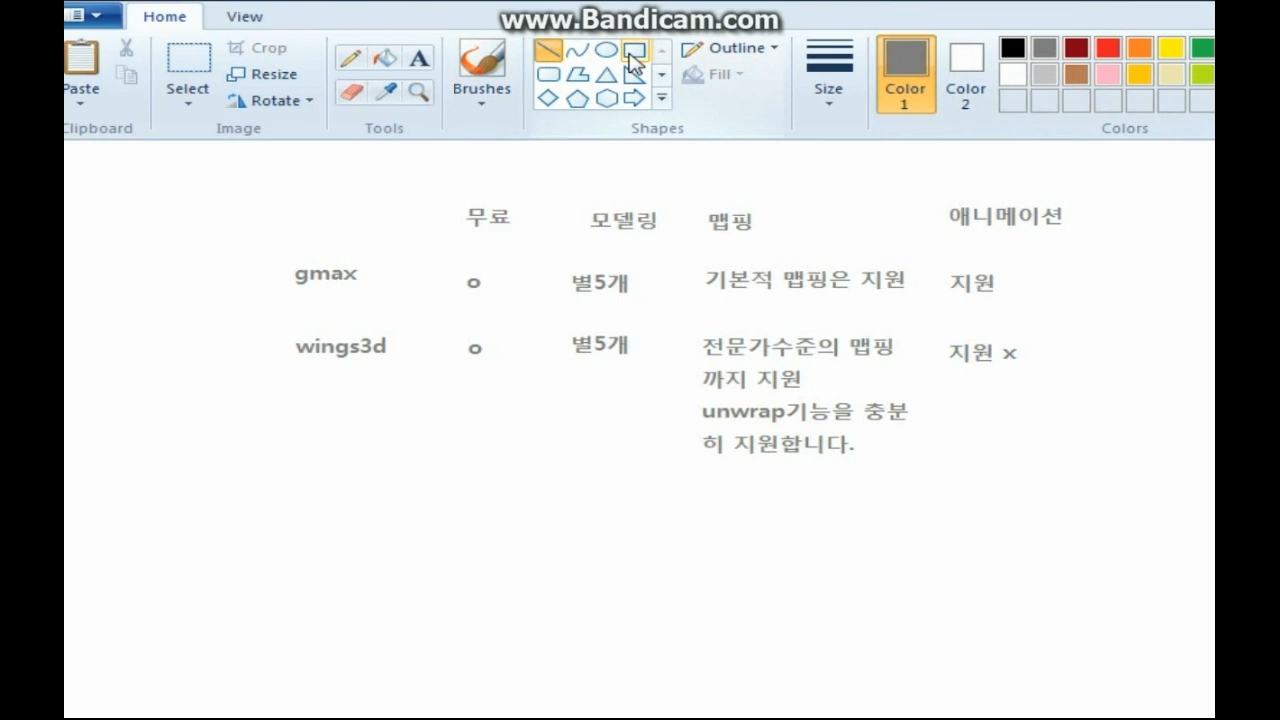 www.Bandicam.com
Home View
Paste
Clipboard
Select
Crop
Resize
Rotate
Image
Tools
Brushes
Shapes
Outline
Fill
Size
Color 1
Color 2
Colors
무료 모델링 맵핑 애니메이션
gmax o 별5개 기본적 맵핑은 지원 지원
wings3d o 별5개 전문가수준의 맵핑 지원 x
까지 지원
unwrap기능을 충분
히 지원합니다.